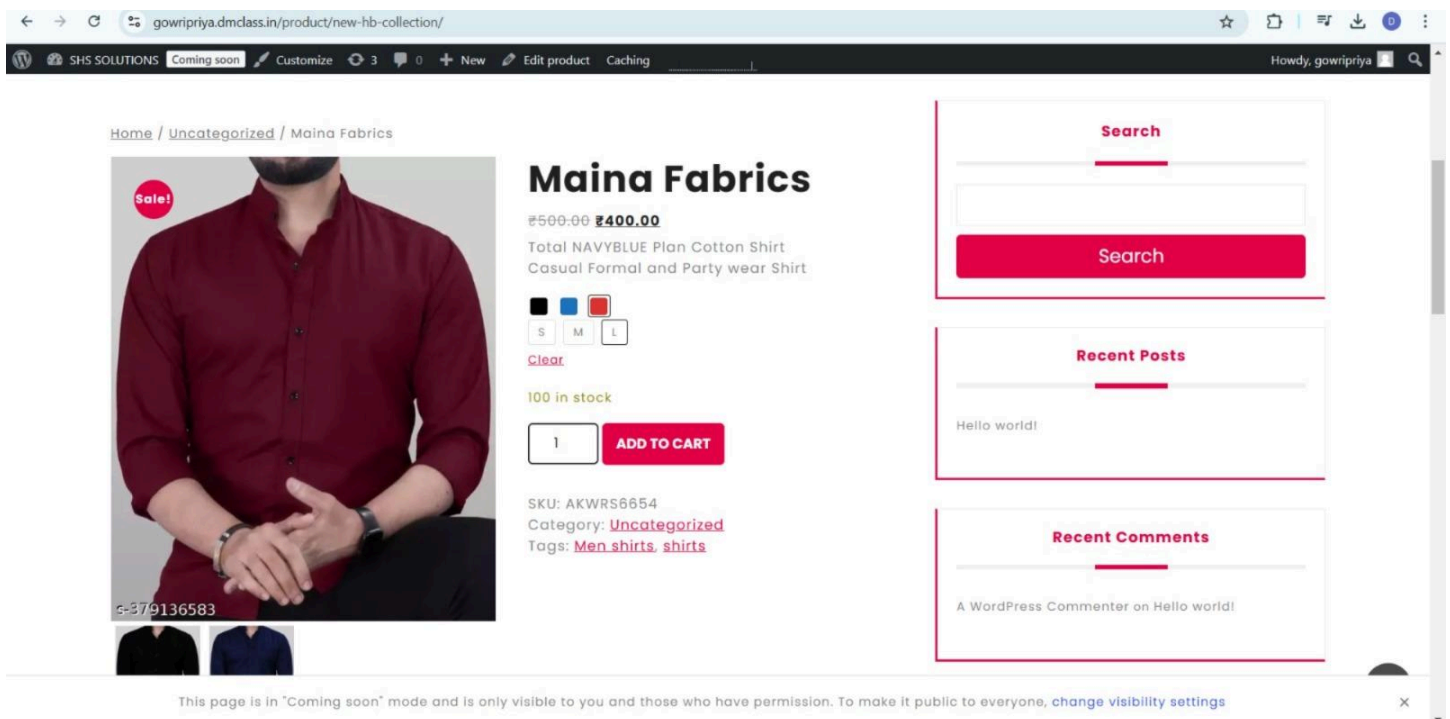 gowripriya.dmclass.in/product/new-hb-collection/
D
SHS SOLUTIONS Coming soon Customize 3 0 New Edit product Caching Howdy, gowripriya
Home / Uncategorized / Maina Fabrics
Sale!
s-379136583
Maina Fabrics
₹500.00 ₹400.00
Total NAVYBLUE Plan Cotton Shirt
Casual Formal and Party wear Shirt
S M L
Clear
100 in stock
1 ADD TO CART
SKU: AKWRS6654
Category: Uncategorized
Tags: Men shirts, shirts
Search
Search
Recent Posts
Hello world!
Recent Comments
A WordPress Commenter on Hello world!
This page is in "Coming soon" mode and is only visible to you and those who have permission. To make it public to everyone, change visibility settings